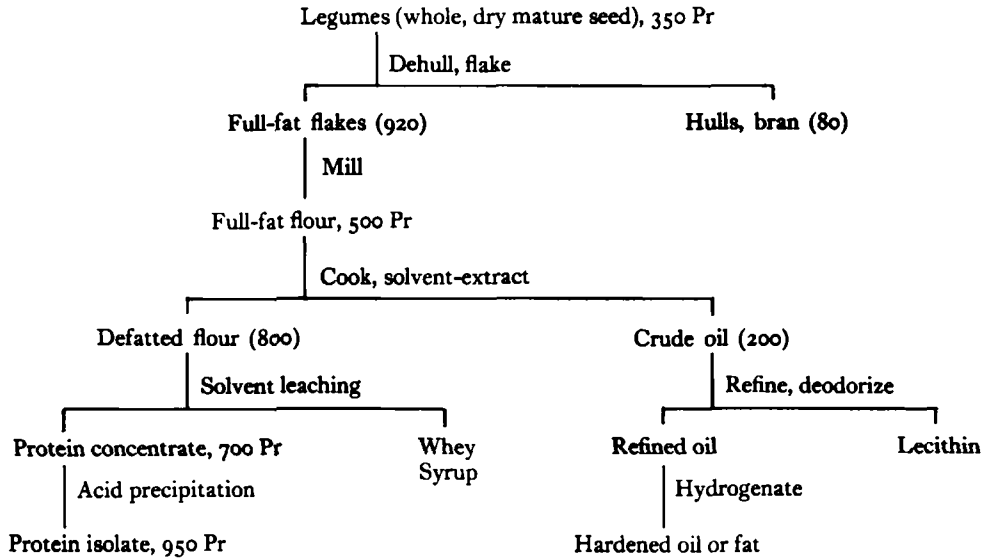 Legumes (whole, dry mature seed), 350 Pr
Dehull, flake
Full-fat flakes (920)
Hulls, bran (80)
Mill
Full-fat flour, 500 Pr
Cook, solvent-extract
Defatted flour (800)
Crude oil (200)
Solvent leaching
Refine, deodorize
Protein concentrate, 700 Pr
Whey
Syrup
Refined oil
Lecithin
Acid precipitation
Hydrogenate
Protein isolate, 950 Pr
Hardened oil or fat